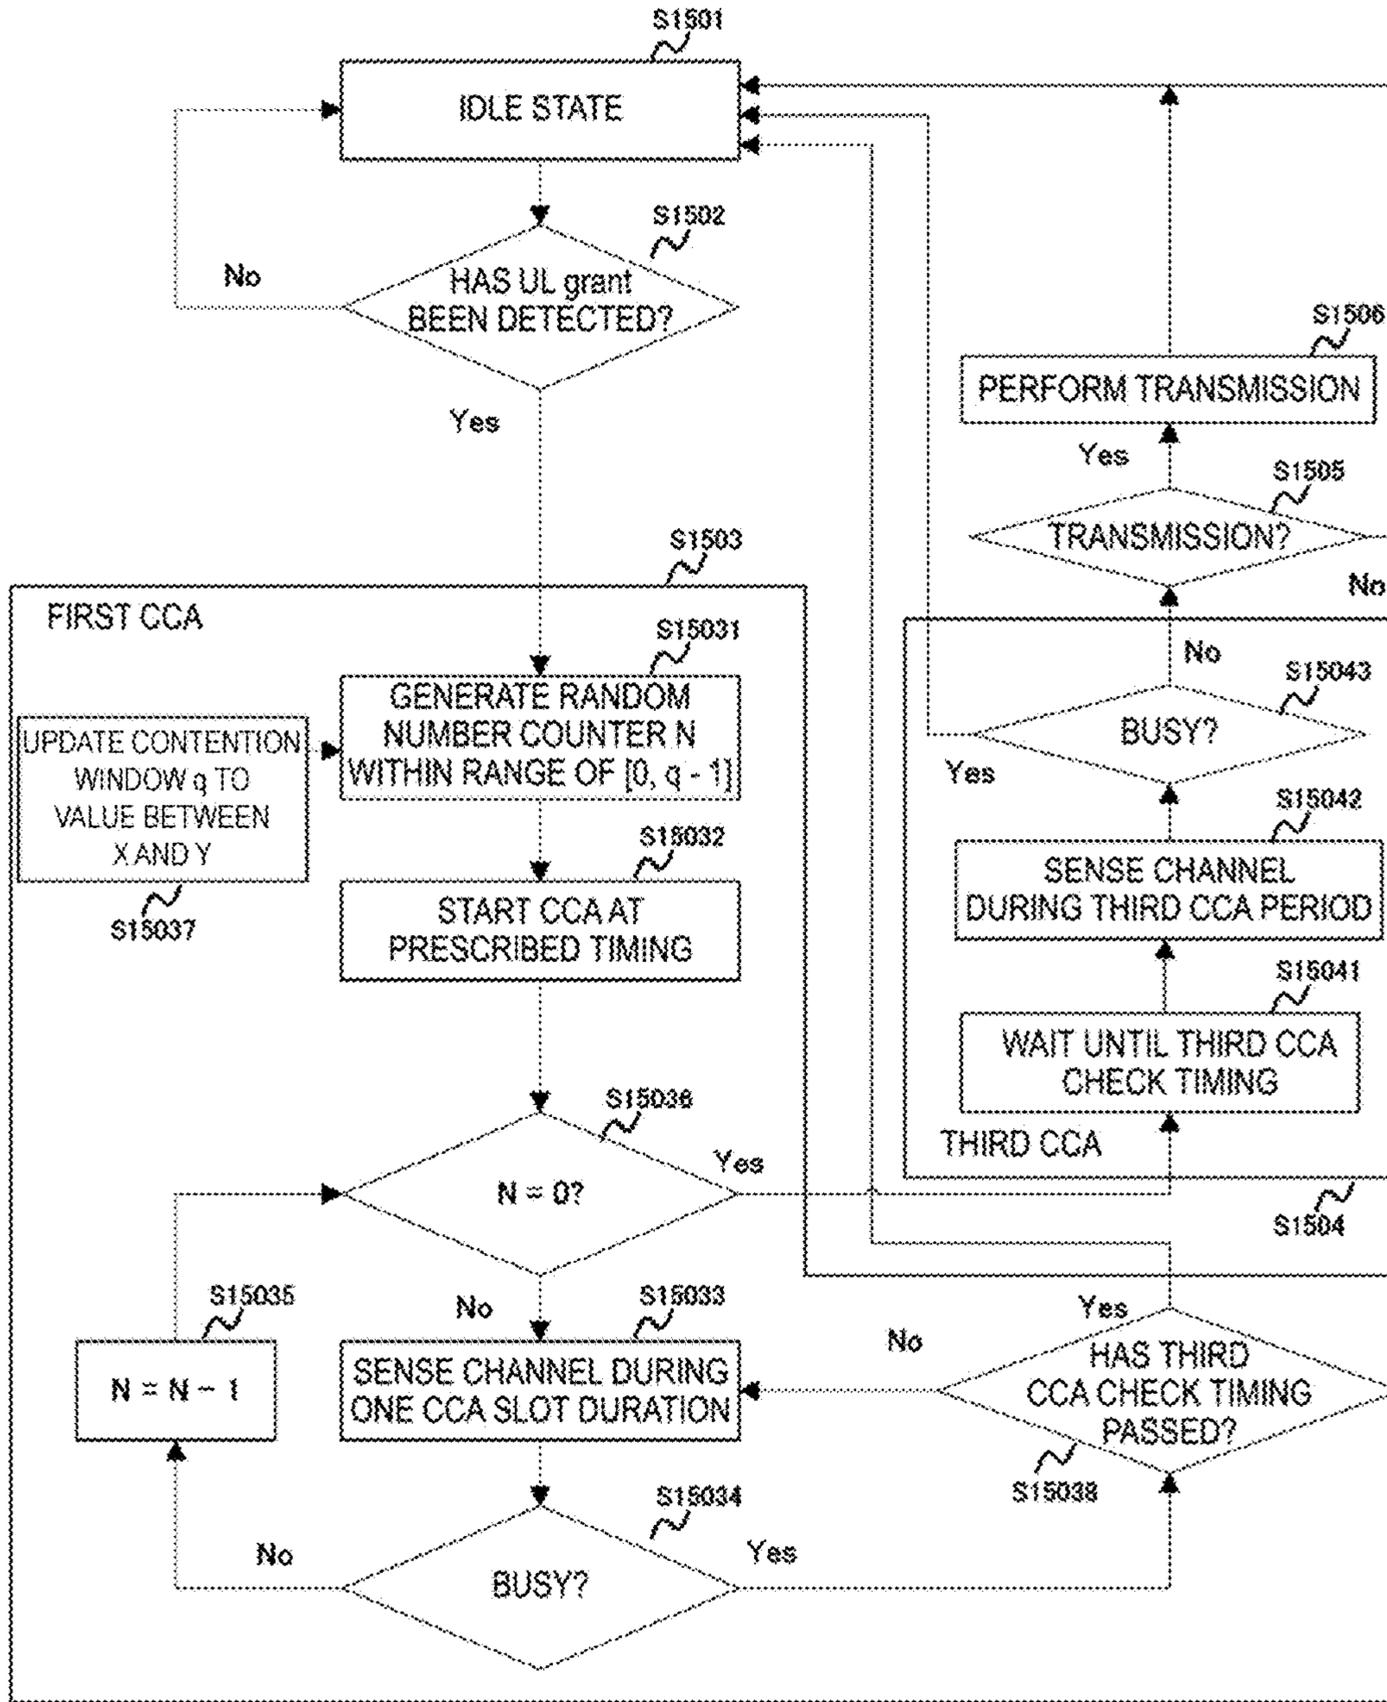 S1501
IDLE STATE
S1502
No
HAS UL grant
BEEN DETECTED?
Yes
S1506
PERFORM TRANSMISSION
Yes
S1505
TRANSMISSION?
No
S1503
FIRST CCA
S15031
GENERATE RANDOM
NUMBER COUNTER N
WITHIN RANGE OF [0, q - 1]
UPDATE CONTENTION
WINDOW q TO
VALUE BETWEEN
X AND Y
S15037
S15032
START CCA AT
PRESCRIBED TIMING
No
S15043
BUSY?
Yes
S15042
SENSE CHANNEL
DURING THIRD CCA PERIOD
S15041
WAIT UNTIL THIRD CCA
CHECK TIMING
THIRD CCA
S1504
S15036
N = 0?
Yes
No
S15035
N = N - 1
S15033
SENSE CHANNEL DURING
ONE CCA SLOT DURATION
Yes
No
HAS THIRD
CCA CHECK TIMING
PASSED?
S15038
S15034
No
BUSY?
Yes